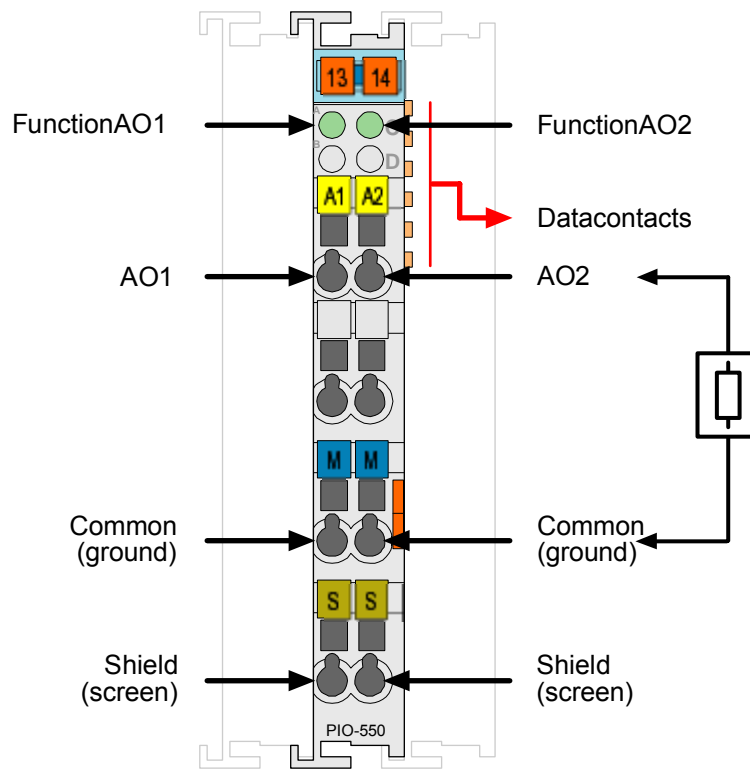 13 14
A
FunctionAO1
FunctionAO2
C
B
D
A1 A2
Datacontacts
AO1
AO2
M M
Common
(ground)
Common
(ground)
S S
Shield
(screen)
Shield
(screen)
PIO-550